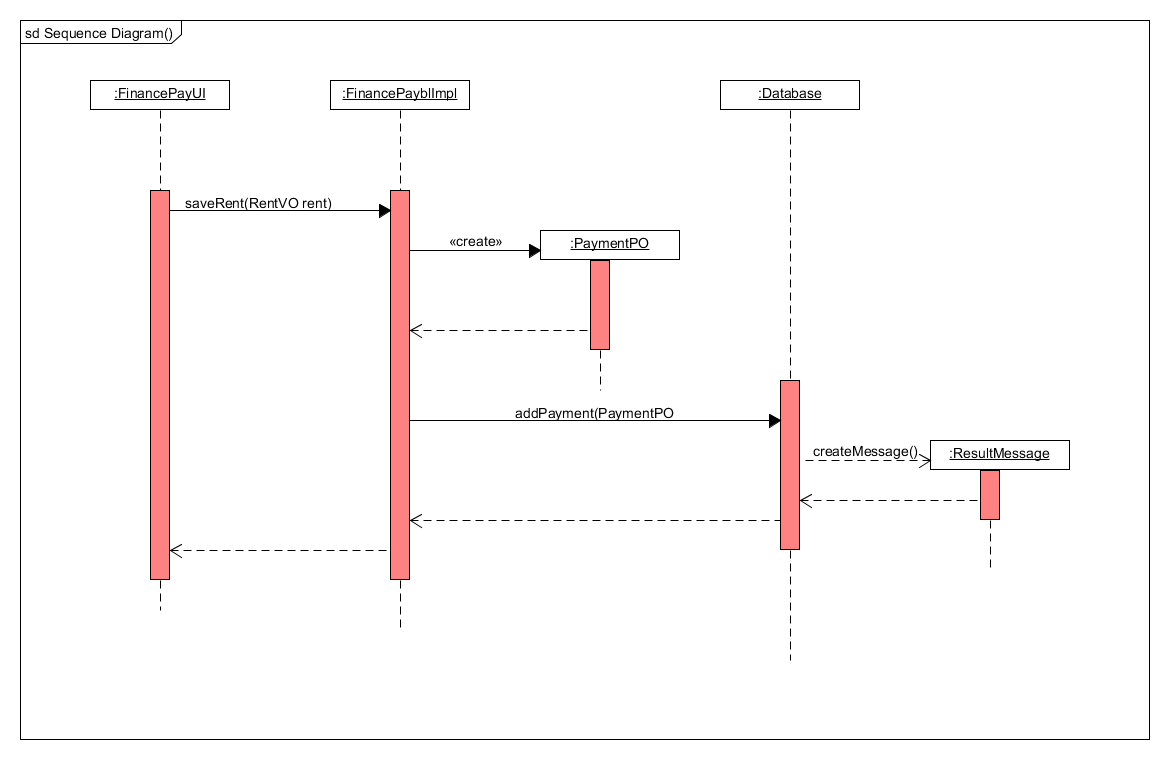 sd Sequence Diagram()
:FinancePayUI
:FinancePayblImpl
:Database
saveRent(RentVO rent)
«create»
:PaymentPO
addPayment(PaymentPO
createMessage()
:ResultMessage